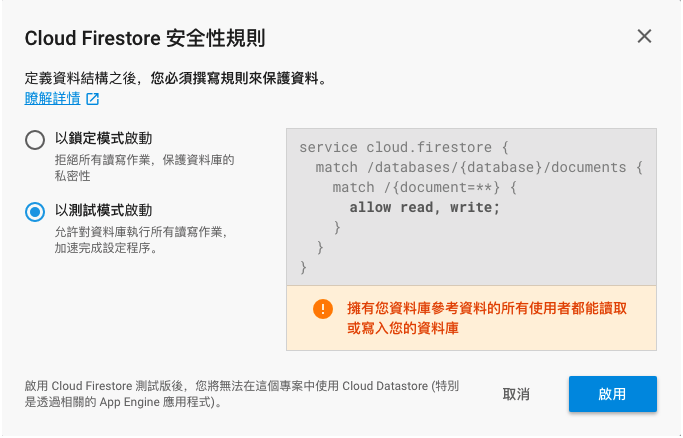 Cloud Firestore 安全性規則
定義資料結構之後，您必須撰寫規則來保護資料。
瞭解詳情
以鎖定模式啟動
拒絕所有讀寫作業，保護資料庫的
私密性
以測試模式啟動
允許對資料庫執行所有讀寫作業，
加速完成設定程序。
service cloud.firestore {
  match /databases/{database}/documents {
    match /{document=**} {
      allow read, write;
    }
  }
}
擁有您資料庫參考資料的所有使用者都能讀取
或寫入您的資料庫
啟用 Cloud Firestore 測試版後，您將無法在這個專案中使用 Cloud Datastore (特別
是透過相關的 App Engine 應用程式)。
取消
啟用